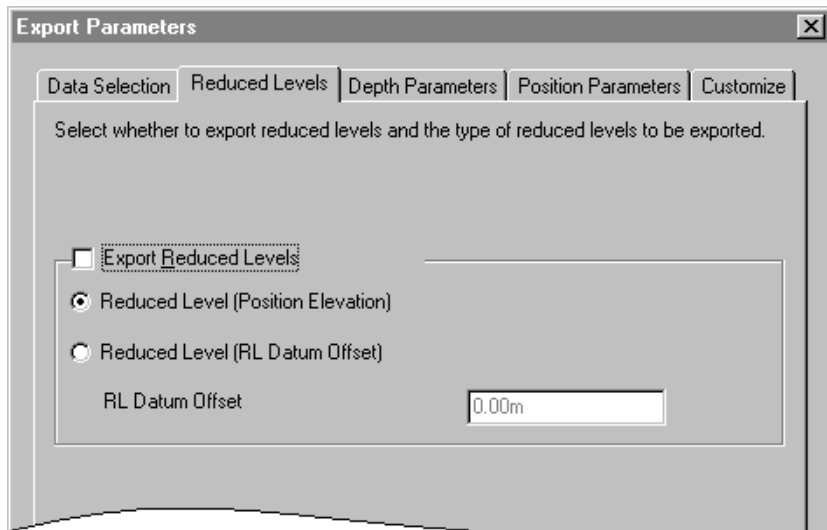 Export Parameters
Data Selection Reduced Levels Depth Parameters Position Parameters Customize
Select whether to export reduced levels and the type of reduced levels to be exported.
Export Reduced Levels
Reduced Level (Position Elevation)
Reduced Level (RL Datum Offset)
RL Datum Offset 0.00m